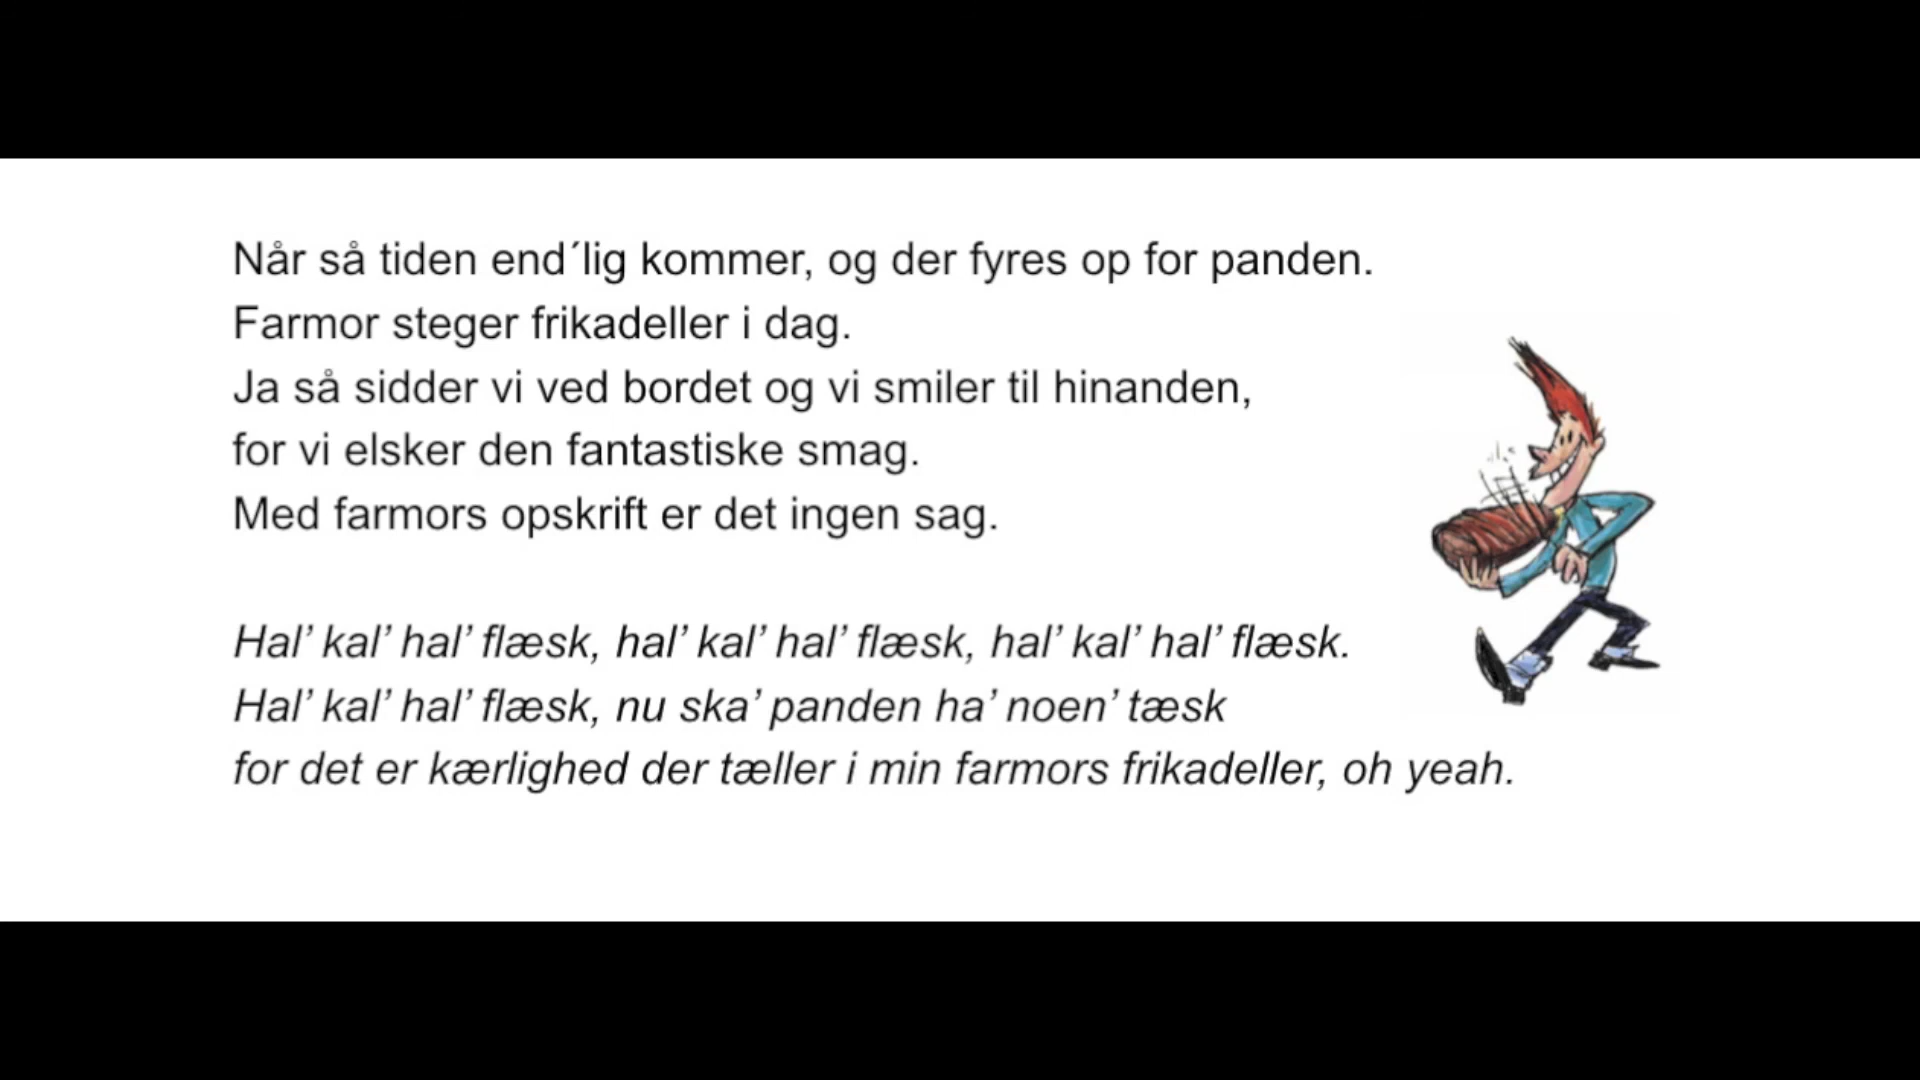 Når så tiden end´lig kommer, og der fyres op for panden.
Farmor steger frikadeller i dag.
Ja så sidder vi ved bordet og vi smiler til hinanden,
for vi elsker den fantastiske smag.
Med farmors opskrift er det ingen sag.
Hal’ kal’ hal’ flæsk, hal’ kal’ hal’ flæsk, hal’ kal’ hal’ flæsk.
Hal’ kal’ hal’ flæsk, nu ska’ panden ha’ noen’ tæsk
for det er kærlighed der tæller i min farmors frikadeller, oh yeah.